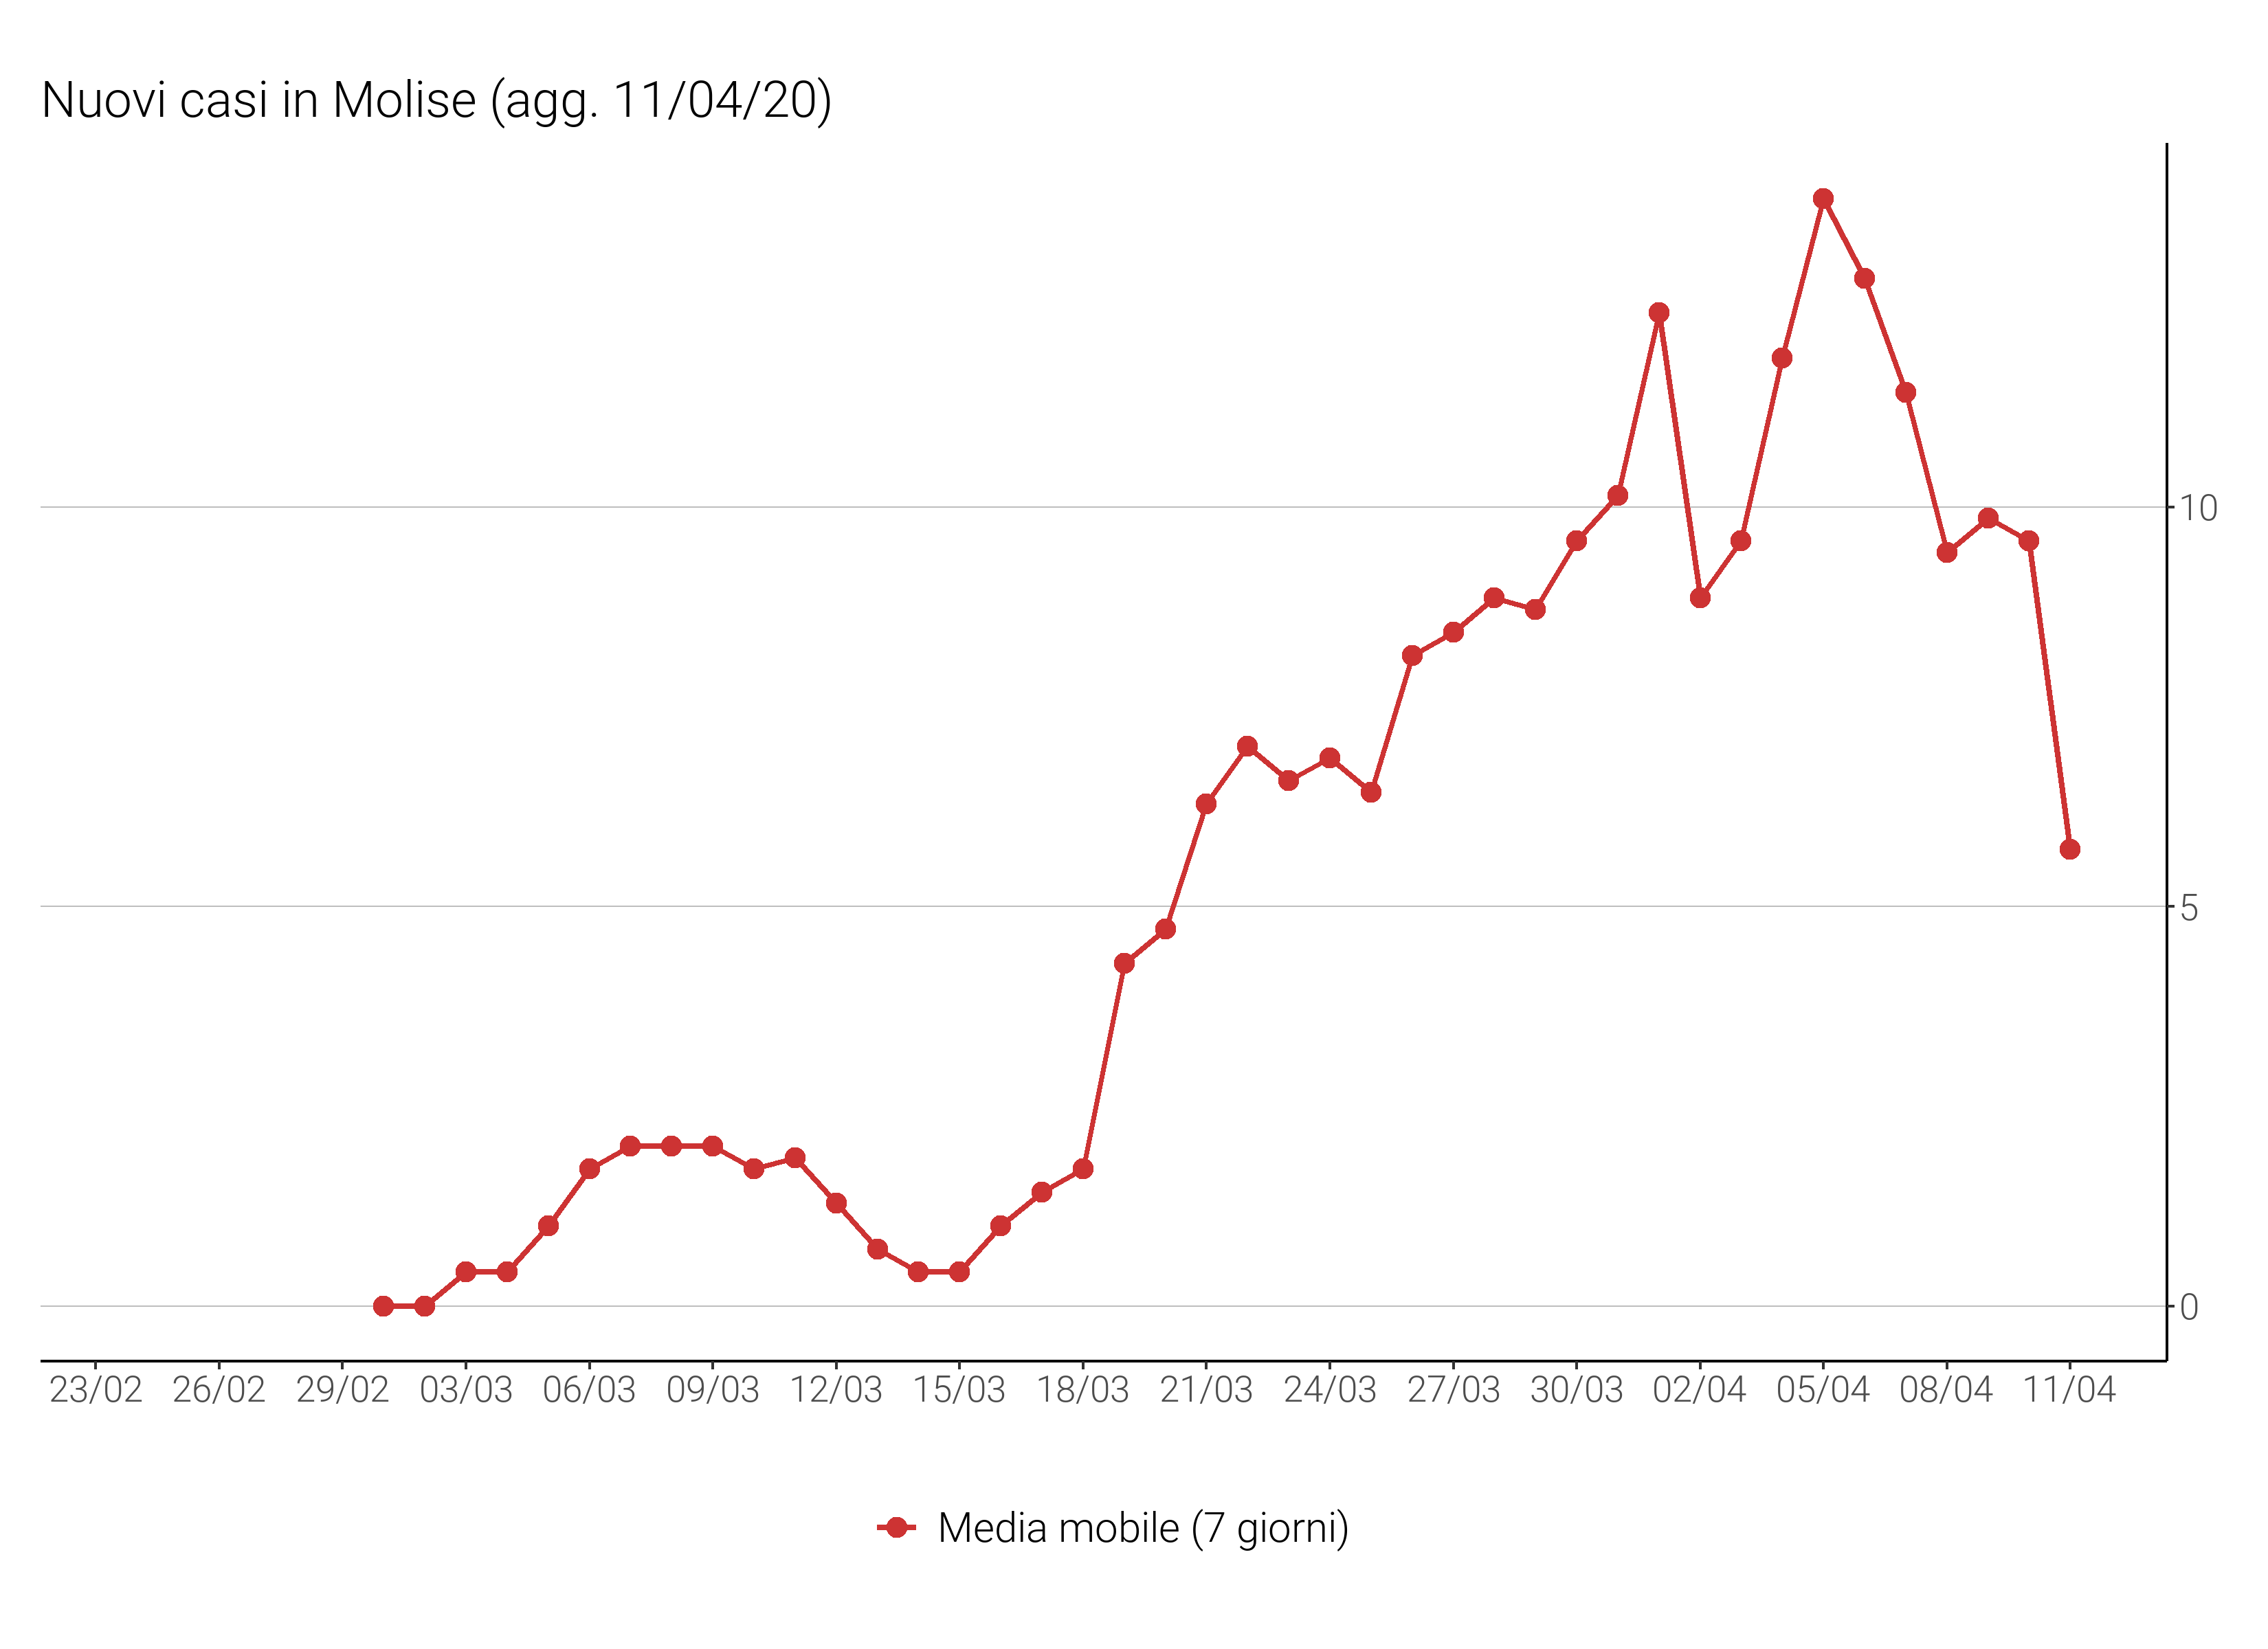 Nuovi casi in Molise (agg. 11/04/20)
10
5
0
23/02 26/02 29/02 03/03 06/03 09/03 12/03 15/03 18/03 21/03 24/03 27/03 30/03 02/04 05/04 08/04 11/04
Media mobile (7 giorni)